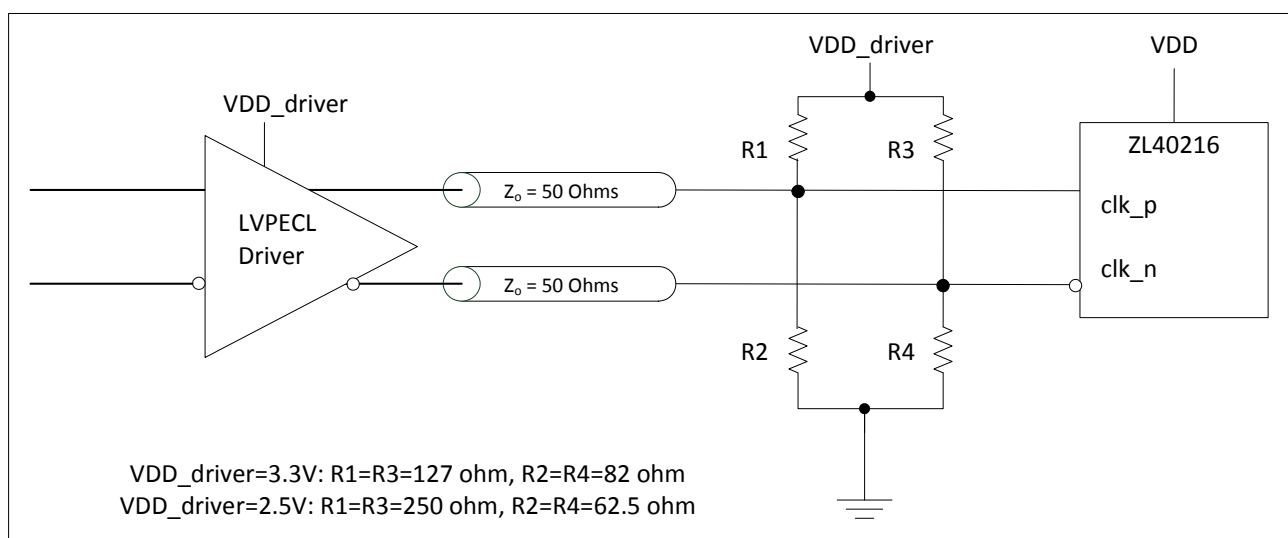 VDD_driver
VDD
VDD_driver
ZL40216
R1
R3
Zo = 50 Ohms
clk_p
LVPECL
Driver
clk_n
Zo = 50 Ohms
R2
R4
VDD_driver=3.3V: R1=R3=127 ohm, R2=R4=82 ohm
VDD_driver=2.5V: R1=R3=250 ohm, R2=R4=62.5 ohm